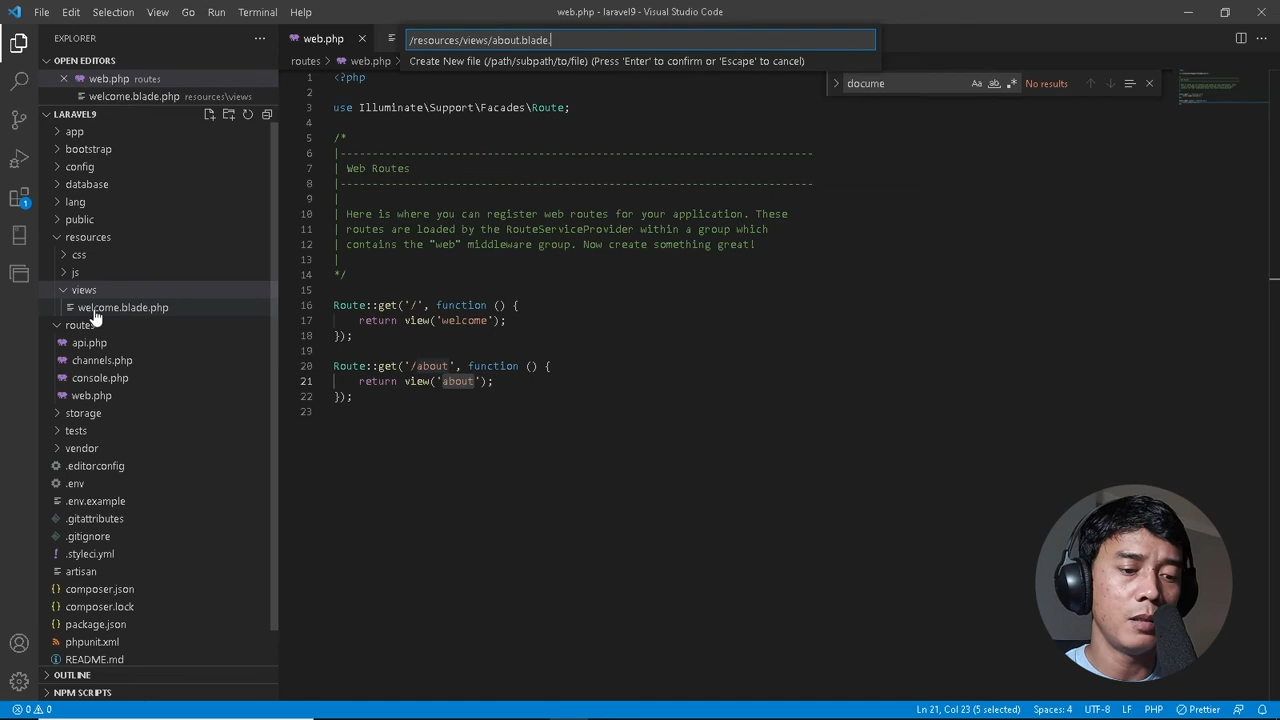 File Edit Selection View Go Run Terminal Help
web.php - laravel9 - Visual Studio Code
EXPLORER
OPEN EDITORS
web.php routes
welcome.blade.php resources\views
LARAVEL9
app
bootstrap
config
database
lang
public
resources
css
js
views
welcome.blade.php
routes
api.php
channels.php
console.php
web.php
storage
tests
vendor
.editorconfig
.env
.env.example
.gitattributes
.gitignore
.styleci.yml
artisan
composer.json
composer.lock
package.json
phpunit.xml
README.md
OUTLINE
NPM SCRIPTS
1
web.php
routes > web.php
/resources/views/about.blade.
Create New file (/path/subpath/to/file) (Press 'Enter' to confirm or 'Escape' to cancel)
docume
Aa ab .* No results
1 <?php
2
3 use Illuminate\Support\Facades\Route;
4
5 /*
6 |--------------------------------------------------------------------------
7 | Web Routes
8 |--------------------------------------------------------------------------
9 |
10 | Here is where you can register web routes for your application. These
11 | routes are loaded by the RouteServiceProvider within a group which
12 | contains the "web" middleware group. Now create something great!
13 |
14 */
15
16 Route::get('/', function () {
17 return view('welcome');
18 });
19
20 Route::get('/about', function () {
21 return view('about');
22 });
23
0 0
Ln 21, Col 23 (5 selected) Spaces: 4 UTF-8 LF PHP Prettier